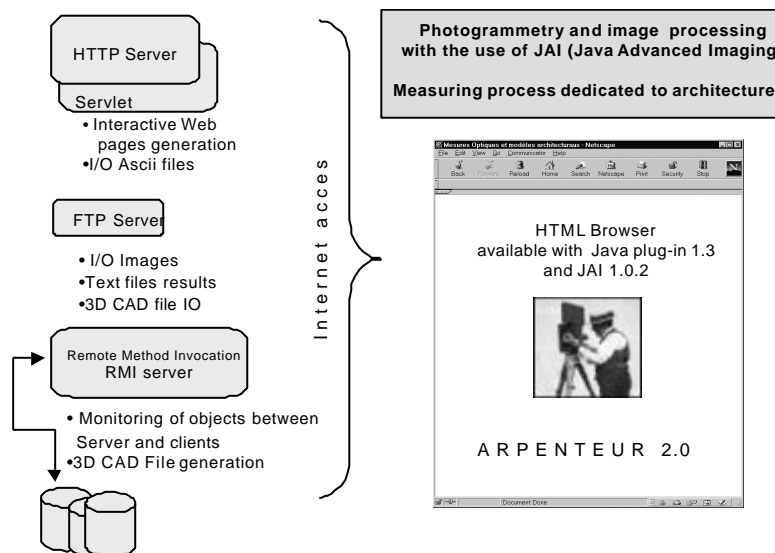 HTTP Server
Servlet
• Interactive Web
pages generation
•I/O Ascii files
FTP Server
• I/O Images
•Text files results
•3D CAD file IO
Remote Method Invocation
RMI server
• Monitoring of objects between
Server and clients
•3D CAD File generation
Internet acces
Photogrammetry and image processing
with the use of JAI (Java Advanced Imaging
Measuring process dedicated to architecture
Mesures Optiques et modèles architecturaux - Netscape
File Edit View Go Communicator Help
Back Forward Reload Home Search Netscape Print Security Stop
N
HTML Browser
available with Java plug-in 1.3
and JAI 1.0.2
ARPENTEUR 2.0
Document Done